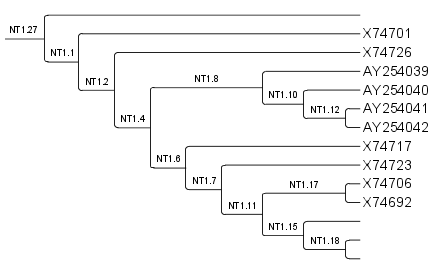 NT1.27
X74701
NT1.1
X74726
NT1.2
AY254039
NT1.8
AY254040
NT1.10
AY254041
NT1.12
NT1.4
AY254042
X74717
NT1.6
X74723
NT1.7
X74706
NT1.17
X74692
NT1.11
NT1.15
NT1.18